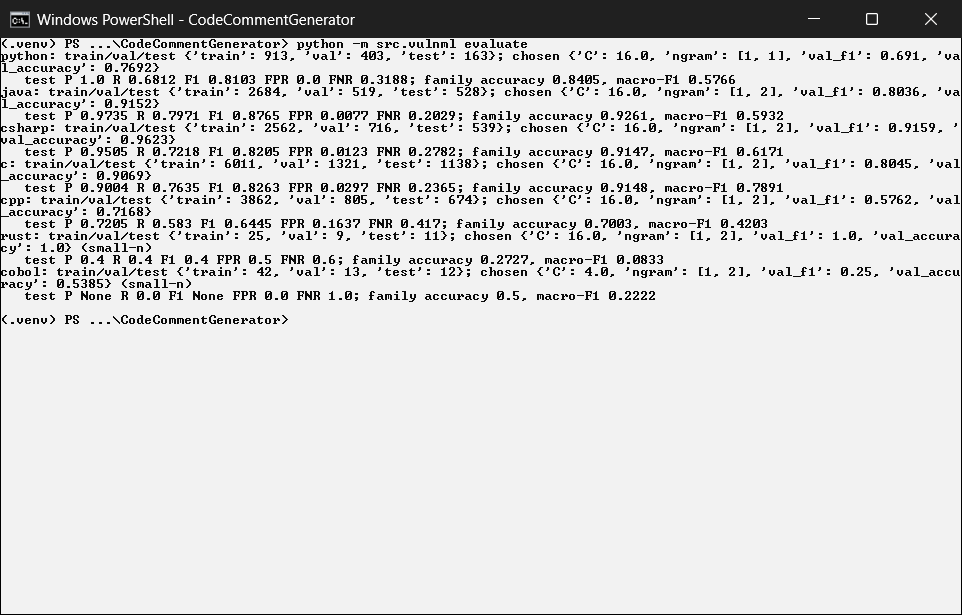 Windows PowerShell - CodeCommentGenerator
(.venv) PS ...\CodeCommentGenerator> python -m src.vulnml evaluate
python: train/val/test {'train': 913, 'val': 403, 'test': 163}; chosen {'C': 16.0, 'ngram': [1, 1], 'val_f1': 0.691, 'va
l_accuracy': 0.7692}
   test P 1.0 R 0.6812 F1 0.8103 FPR 0.0 FNR 0.3188; family accuracy 0.8405, macro-F1 0.5766
java: train/val/test {'train': 2684, 'val': 519, 'test': 528}; chosen {'C': 16.0, 'ngram': [1, 2], 'val_f1': 0.8036, 'va
l_accuracy': 0.9152}
   test P 0.9735 R 0.7971 F1 0.8765 FPR 0.0077 FNR 0.2029; family accuracy 0.9261, macro-F1 0.5932
csharp: train/val/test {'train': 2562, 'val': 716, 'test': 539}; chosen {'C': 16.0, 'ngram': [1, 2], 'val_f1': 0.9159, '
val_accuracy': 0.9623}
   test P 0.9505 R 0.7218 F1 0.8205 FPR 0.0123 FNR 0.2782; family accuracy 0.9147, macro-F1 0.6171
c: train/val/test {'train': 6011, 'val': 1321, 'test': 1138}; chosen {'C': 16.0, 'ngram': [1, 2], 'val_f1': 0.8045, 'val
_accuracy': 0.9069}
   test P 0.9004 R 0.7635 F1 0.8263 FPR 0.0297 FNR 0.2365; family accuracy 0.9148, macro-F1 0.7891
cpp: train/val/test {'train': 3862, 'val': 805, 'test': 674}; chosen {'C': 16.0, 'ngram': [1, 2], 'val_f1': 0.5762, 'val
_accuracy': 0.7168}
   test P 0.7205 R 0.583 F1 0.6445 FPR 0.1637 FNR 0.417; family accuracy 0.7003, macro-F1 0.4203
rust: train/val/test {'train': 25, 'val': 9, 'test': 11}; chosen {'C': 16.0, 'ngram': [1, 2], 'val_f1': 1.0, 'val_accura
cy': 1.0} (small-n)
   test P 0.4 R 0.4 F1 0.4 FPR 0.5 FNR 0.6; family accuracy 0.2727, macro-F1 0.0833
cobol: train/val/test {'train': 42, 'val': 13, 'test': 12}; chosen {'C': 4.0, 'ngram': [1, 2], 'val_f1': 0.25, 'val_accu
racy': 0.5385} (small-n)
   test P None R 0.0 F1 None FPR 0.0 FNR 1.0; family accuracy 0.5, macro-F1 0.2222
(.venv) PS ...\CodeCommentGenerator>